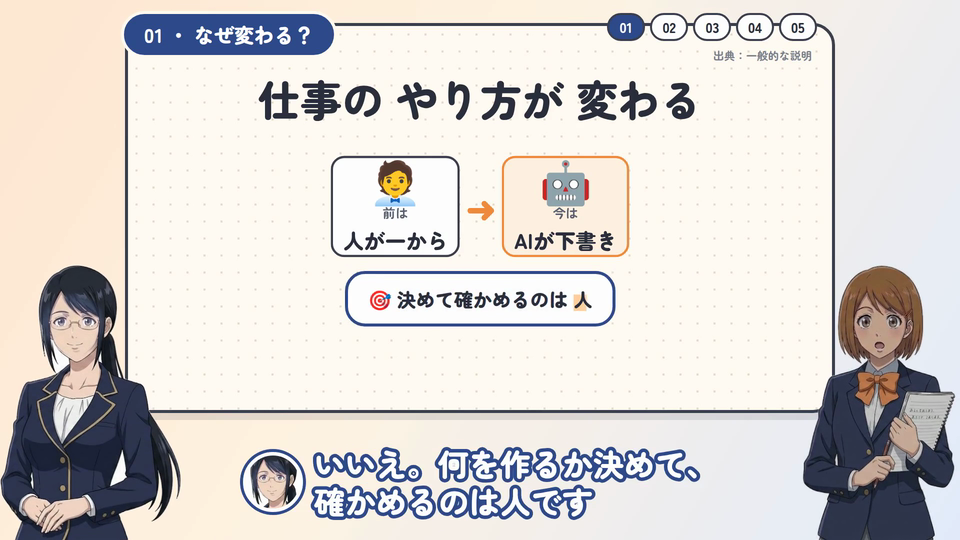 01 ・ なぜ変わる？
01 02 03 04 05
出典：一般的な説明
仕事の やり方が 変わる
前は
人が一から
今は
AIが下書き
決めて確かめるのは 人
いいえ。何を作るか決めて、
確かめるのは人です